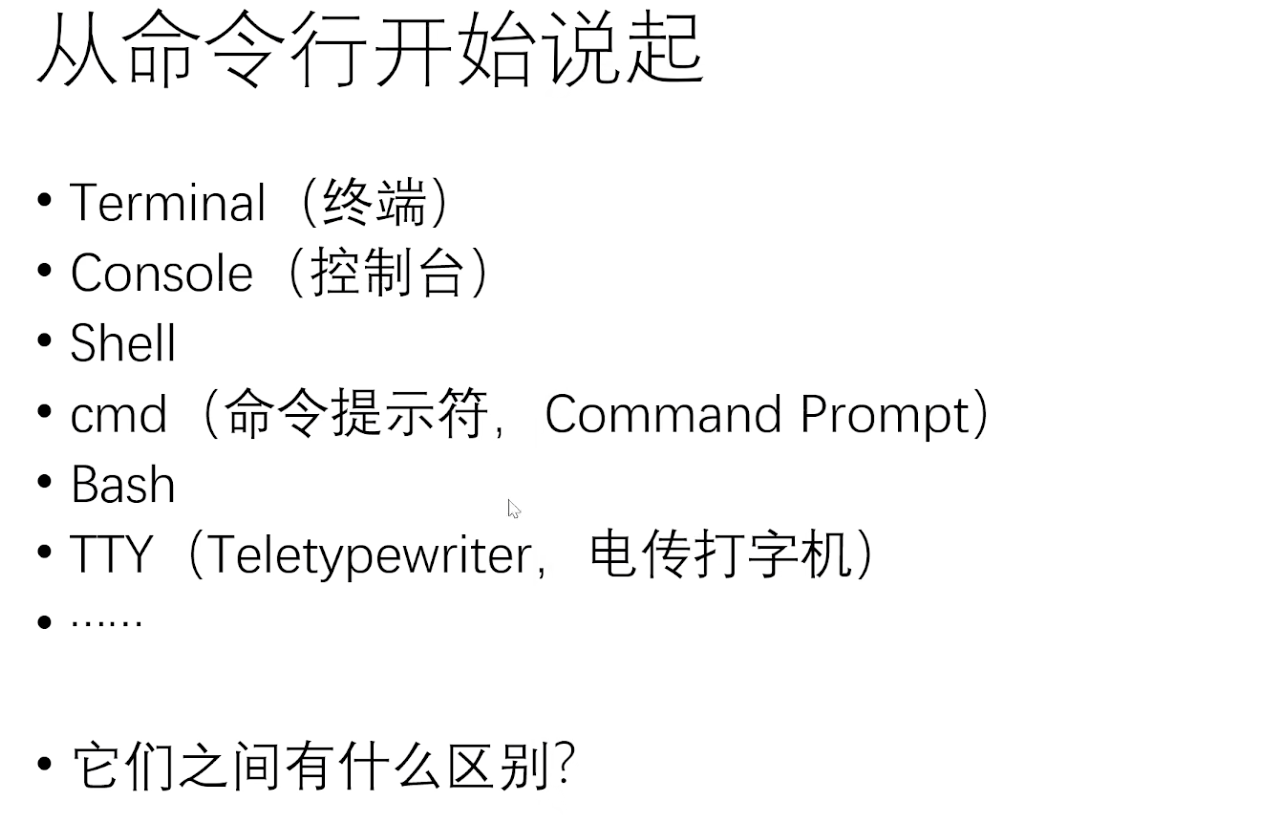 从命令行开始说起
• Terminal（终端）
• Console（控制台）
• Shell
• cmd（命令提示符，Command Prompt）
• Bash
• TTY（Teletypewriter，电传打字机）
• ……
• 它们之间有什么区别？